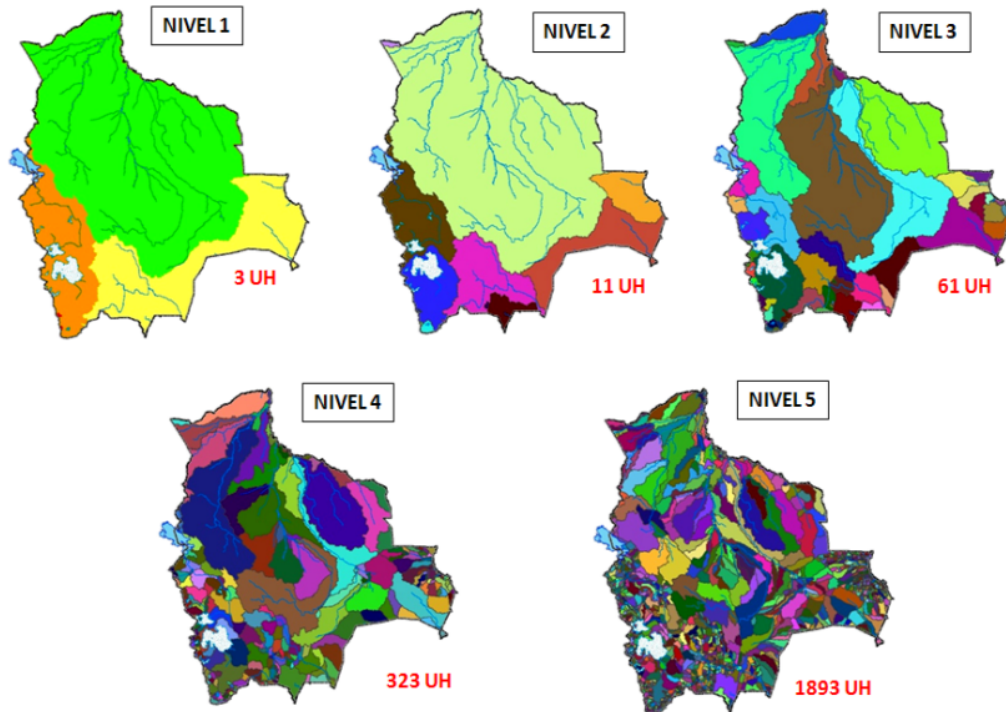 NIVEL 1
NIVEL 2
NIVEL 3
3 UH
11 UH
61 UH
NIVEL 4
NIVEL 5
323 UH
1893 UH